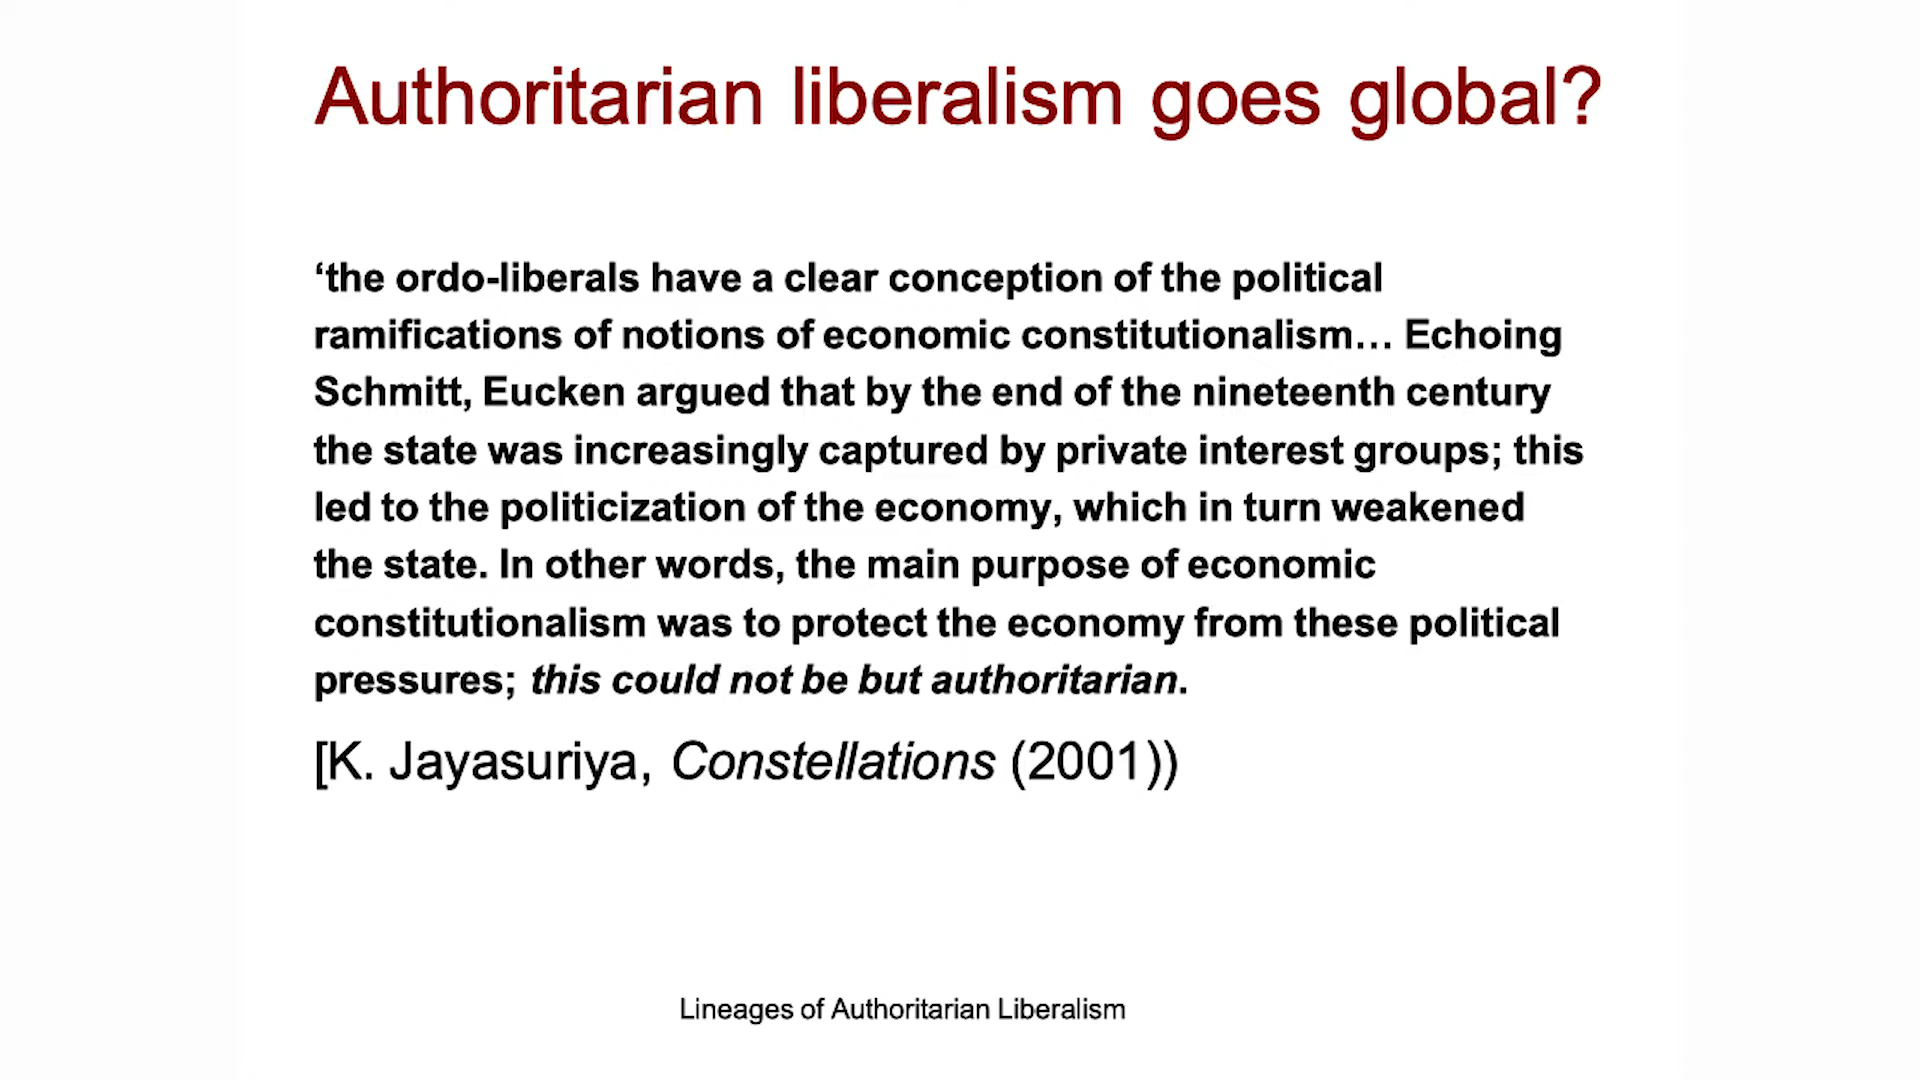 Authoritarian liberalism goes global?
‘the ordo-liberals have a clear conception of the political
ramifications of notions of economic constitutionalism… Echoing
Schmitt, Eucken argued that by the end of the nineteenth century
the state was increasingly captured by private interest groups; this
led to the politicization of the economy, which in turn weakened
the state. In other words, the main purpose of economic
constitutionalism was to protect the economy from these political
pressures; this could not be but authoritarian.
[K. Jayasuriya, Constellations (2001))
Lineages of Authoritarian Liberalism